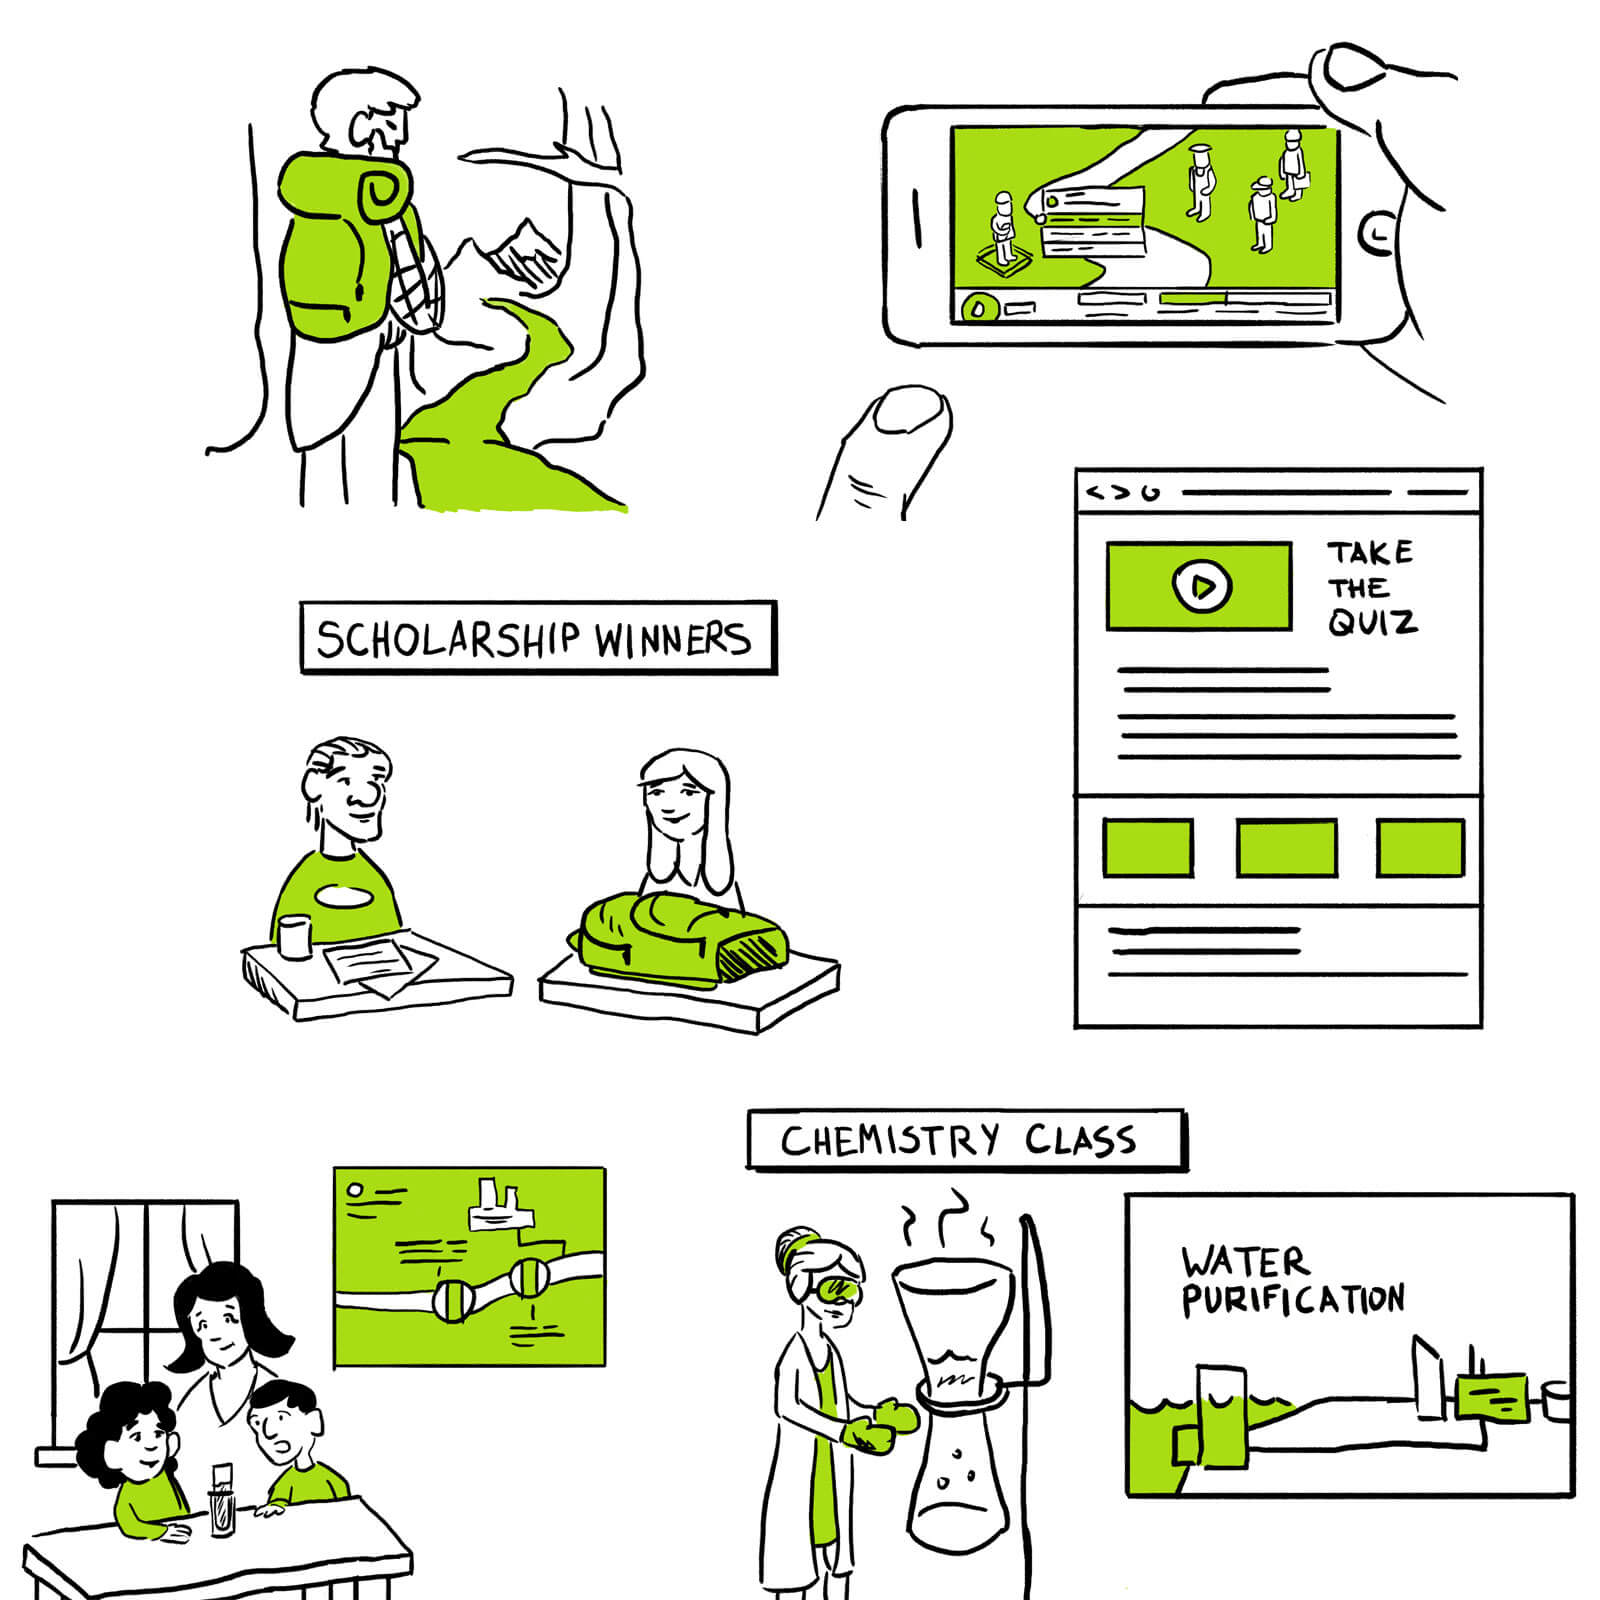 TAKE
THE
QUIZ
SCHOLARSHIP WINNERS
CHEMISTRY CLASS
WATER
PURIFICATION